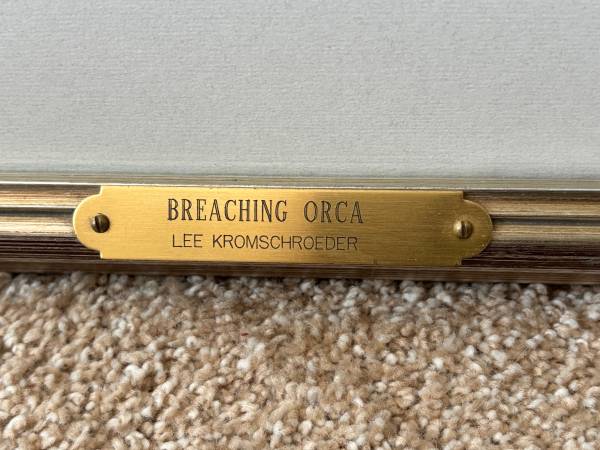 BREACHING ORCA
LEE KROMSCHROEDER